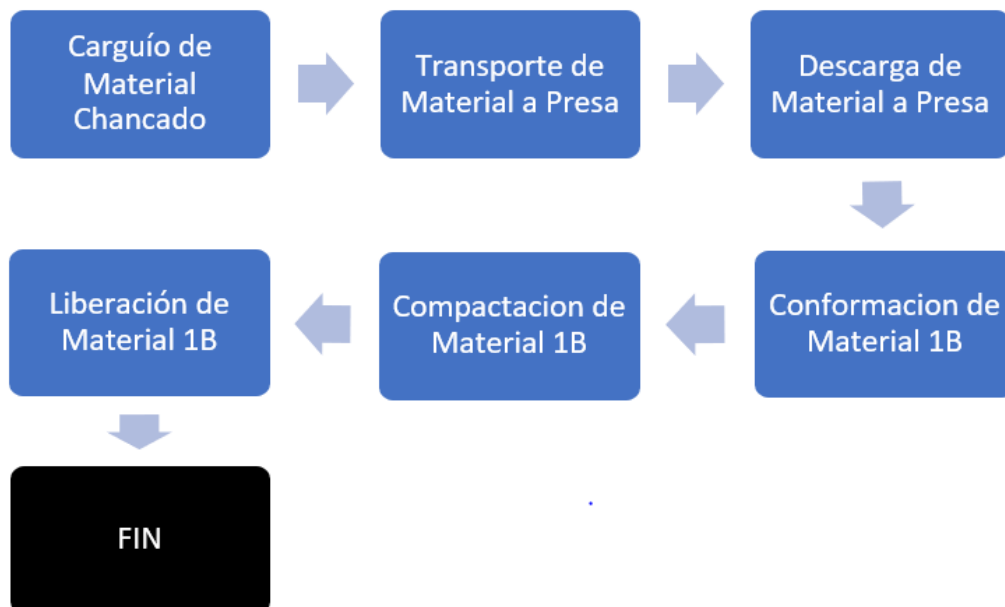 Carguío de
Material
Chancado
Transporte de
Material a Presa
Descarga de
Material a Presa
Conformacion de
Material 1B
Compactacion de
Material 1B
Liberación de
Material 1B
FIN